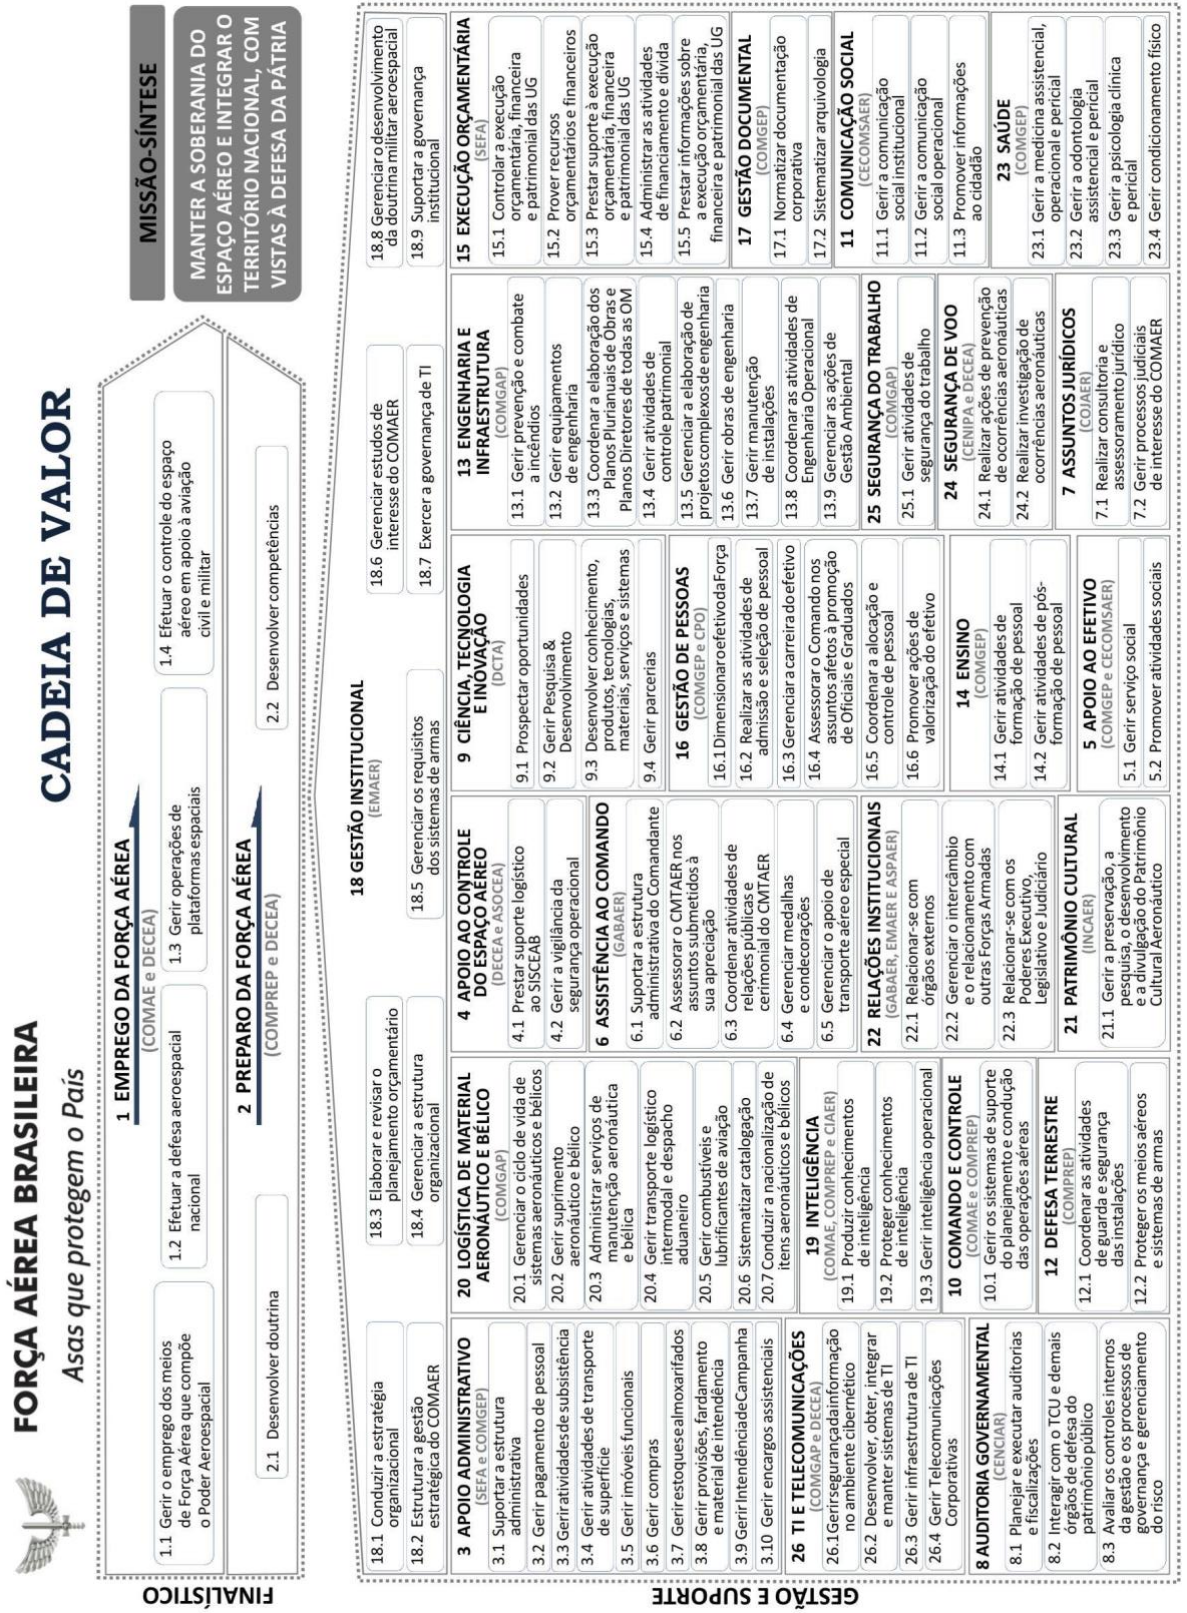 FORÇA AÉREA BRASILEIRA
Asas que protegem o País
CADEIA DE VALOR
MISSÃO-SÍNTESE
MANTER A SOBERANIA DO
ESPAÇO AÉREO E INTEGRAR O
TERRITÓRIO NACIONAL, COM
VISTAS À DEFESA DA PÁTRIA
FINALÍSTICO
1 EMPREGO DA FORÇA AÉREA
(COMAE e DECEA)
1.1 Gerir o emprego dos meios
de Força Aérea que compõe
o Poder Aeroespacial
1.2 Efetuar a defesa aeroespacial
nacional
1.3 Gerir operações de
plataformas espaciais
1.4 Efetuar o controle do espaço
aéreo em apoio à aviação
civil e militar
2 PREPARO DA FORÇA AÉREA
(COMPREP e DECEA)
2.1 Desenvolver doutrina
2.2 Desenvolver competências
GESTÃO E SUPORTE
18 GESTÃO INSTITUCIONAL
(EMAER)
18.1 Conduzir a estratégia
organizacional
18.2 Estruturar a gestão
estratégica do COMAER
18.3 Elaborar e revisar o
planejamento orçamentário
18.4 Gerenciar a estrutura
organizacional
18.5 Gerenciar os requisitos
dos sistemas de armas
18.6 Gerenciar estudos de
interesse do COMAER
18.7 Exercer a governança de TI
18.8 Gerenciar o desenvolvimento
da doutrina militar aeroespacial
18.9 Suportar a governança
institucional
3 APOIO ADMINISTRATIVO
(SEFA e COMGEP)
3.1 Suportar a estrutura
administrativa
3.2 Gerir pagamento de pessoal
3.3 Gerir atividades de subsistência
3.4 Gerir atividades de transporte
de superfície
3.5 Gerir imóveis funcionais
3.6 Gerir compras
3.7 Gerir estoques e almoxarifados
3.8 Gerir provisões, fardamento
e material de intendência
3.9 Gerir Intendência de Campanha
3.10 Gerir encargos assistenciais
26 TI E TELECOMUNICAÇÕES
(COMGAP e DECEA)
26.1 Gerir segurança da informação
no ambiente cibernético
26.2 Desenvolver, obter, integrar
e manter sistemas de TI
26.3 Gerir infraestrutura de TI
26.4 Gerir Telecomunicações
Corporativas
8 AUDITORIA GOVERNAMENTAL
(CENCIAR)
8.1 Planejar e executar auditorias
e fiscalizações
8.2 Interagir com o TCU e demais
órgãos de defesa do
patrimônio público
8.3 Avaliar os controles internos
da gestão e os processos de
governança e gerenciamento
do risco
20 LOGÍSTICA DE MATERIAL
AERONÁUTICO E BÉLICO
(COMGAP)
20.1 Gerenciar o ciclo de vida de
sistemas aeronáuticos e bélicos
20.2 Gerir suprimento
aeronáutico e bélico
20.3 Administrar serviços de
manutenção aeronáutica
e bélica
20.4 Gerir transporte logístico
intermodal e despacho
aduaneiro
20.5 Gerir combustíveis e
lubrificantes de aviação
20.6 Sistematizar catalogação
20.7 Conduzir a nacionalização de
itens aeronáuticos e bélicos
19 INTELIGÊNCIA
(COMAE, COMPREP e CIAER)
19.1 Produzir conhecimentos
de inteligência
19.2 Proteger conhecimentos
de inteligência
19.3 Gerir inteligência operacional
10 COMANDO E CONTROLE
(COMAE e COMPREP)
10.1 Gerir os sistemas de suporte
do planejamento e condução
das operações aéreas
12 DEFESA TERRESTRE
(COMPREP)
12.1 Coordenar as atividades
de guarda e segurança
das instalações
12.2 Proteger os meios aéreos
e sistemas de armas
4 APOIO AO CONTROLE
DO ESPAÇO AÉREO
(DECEA e ASOCEA)
4.1 Prestar suporte logístico
ao SISCEAB
4.2 Gerir a vigilância da
segurança operacional
6 ASSISTÊNCIA AO COMANDO
(GABAER)
6.1 Suportar a estrutura
administrativa do Comandante
6.2 Assessorar o CMTAER nos
assuntos submetidos à
sua apreciação
6.3 Coordenar atividades de
relações públicas e
cerimonial do CMTAER
6.4 Gerenciar medalhas
e condecorações
6.5 Gerenciar o apoio de
transporte aéreo especial
22 RELAÇÕES INSTITUCIONAIS
(GABAER, EMAER e ASPAER)
22.1 Relacionar-se com
órgãos externos
22.2 Gerenciar o intercâmbio
e o relacionamento com
outras Forças Armadas
22.3 Relacionar-se com os
Poderes Executivo,
Legislativo e Judiciário
21 PATRIMÔNIO CULTURAL
(INCAER)
21.1 Gerir a preservação, a
pesquisa, o desenvolvimento
e a divulgação do Patrimônio
Cultural Aeronáutico
9 CIÊNCIA, TECNOLOGIA
E INOVAÇÃO
(DCTA)
9.1 Prospectar oportunidades
9.2 Gerir Pesquisa &
Desenvolvimento
9.3 Desenvolver conhecimento,
produtos, tecnologias,
materiais, serviços e sistemas
9.4 Gerir parcerias
16 GESTÃO DE PESSOAS
(COMGEP e CPO)
16.1 Dimensionar o efetivo da Força
16.2 Realizar as atividades de
admissão e seleção de pessoal
16.3 Gerenciar a carreira do efetivo
16.4 Assessorar o Comando nos
assuntos afetos à promoção
de Oficiais e Graduados
16.5 Coordenar a alocação e
controle de pessoal
16.6 Promover ações de
valorização do efetivo
14 ENSINO
(COMGEP)
14.1 Gerir atividades de
formação de pessoal
14.2 Gerir atividades de pós-
formação de pessoal
5 APOIO AO EFETIVO
(COMGEP e CECOMSAER)
5.1 Gerir serviço social
5.2 Promover atividades sociais
13 ENGENHARIA E
INFRAESTRUTURA
(COMGAP)
13.1 Gerir prevenção e combate
a incêndios
13.2 Gerir equipamentos
de engenharia
13.3 Coordenar a elaboração dos
Planos Plurianuais de Obras e
Planos Diretores de todas as OM
13.4 Gerir atividades de
controle patrimonial
13.5 Gerenciar a elaboração de
projetos complexos de engenharia
13.6 Gerir obras de engenharia
13.7 Gerir manutenção
de instalações
13.8 Coordenar as atividades de
Engenharia Operacional
13.9 Gerenciar as ações de
Gestão Ambiental
25 SEGURANÇA DO TRABALHO
(COMGAP)
25.1 Gerir atividades de
segurança do trabalho
24 SEGURANÇA DE VOO
(CENIPA e DECEA)
24.1 Realizar ações de prevenção
de ocorrências aeronáuticas
24.2 Realizar investigação de
ocorrências aeronáuticas
7 ASSUNTOS JURÍDICOS
(COJAER)
7.1 Realizar consultoria e
assessoramento jurídico
7.2 Gerir processos judiciais
de interesse do COMAER
15 EXECUÇÃO ORÇAMENTÁRIA
(SEFA)
15.1 Controlar a execução
orçamentária, financeira
e patrimonial das UG
15.2 Prover recursos
orçamentários e financeiros
15.3 Prestar suporte à execução
orçamentária, financeira
e patrimonial das UG
15.4 Administrar as atividades
de financiamento e dívida
15.5 Prestar informações sobre
a execução orçamentária,
financeira e patrimonial das UG
17 GESTÃO DOCUMENTAL
(COMGEP)
17.1 Normatizar documentação
corporativa
17.2 Sistematizar arquivologia
11 COMUNICAÇÃO SOCIAL
(CECOMSAER)
11.1 Gerir a comunicação
social institucional
11.2 Gerir a comunicação
social operacional
11.3 Promover informações
ao cidadão
23 SAÚDE
(COMGEP)
23.1 Gerir a medicina assistencial,
operacional e pericial
23.2 Gerir a odontologia
assistencial e pericial
23.3 Gerir a psicologia clínica
e pericial
23.4 Gerir condicionamento físico